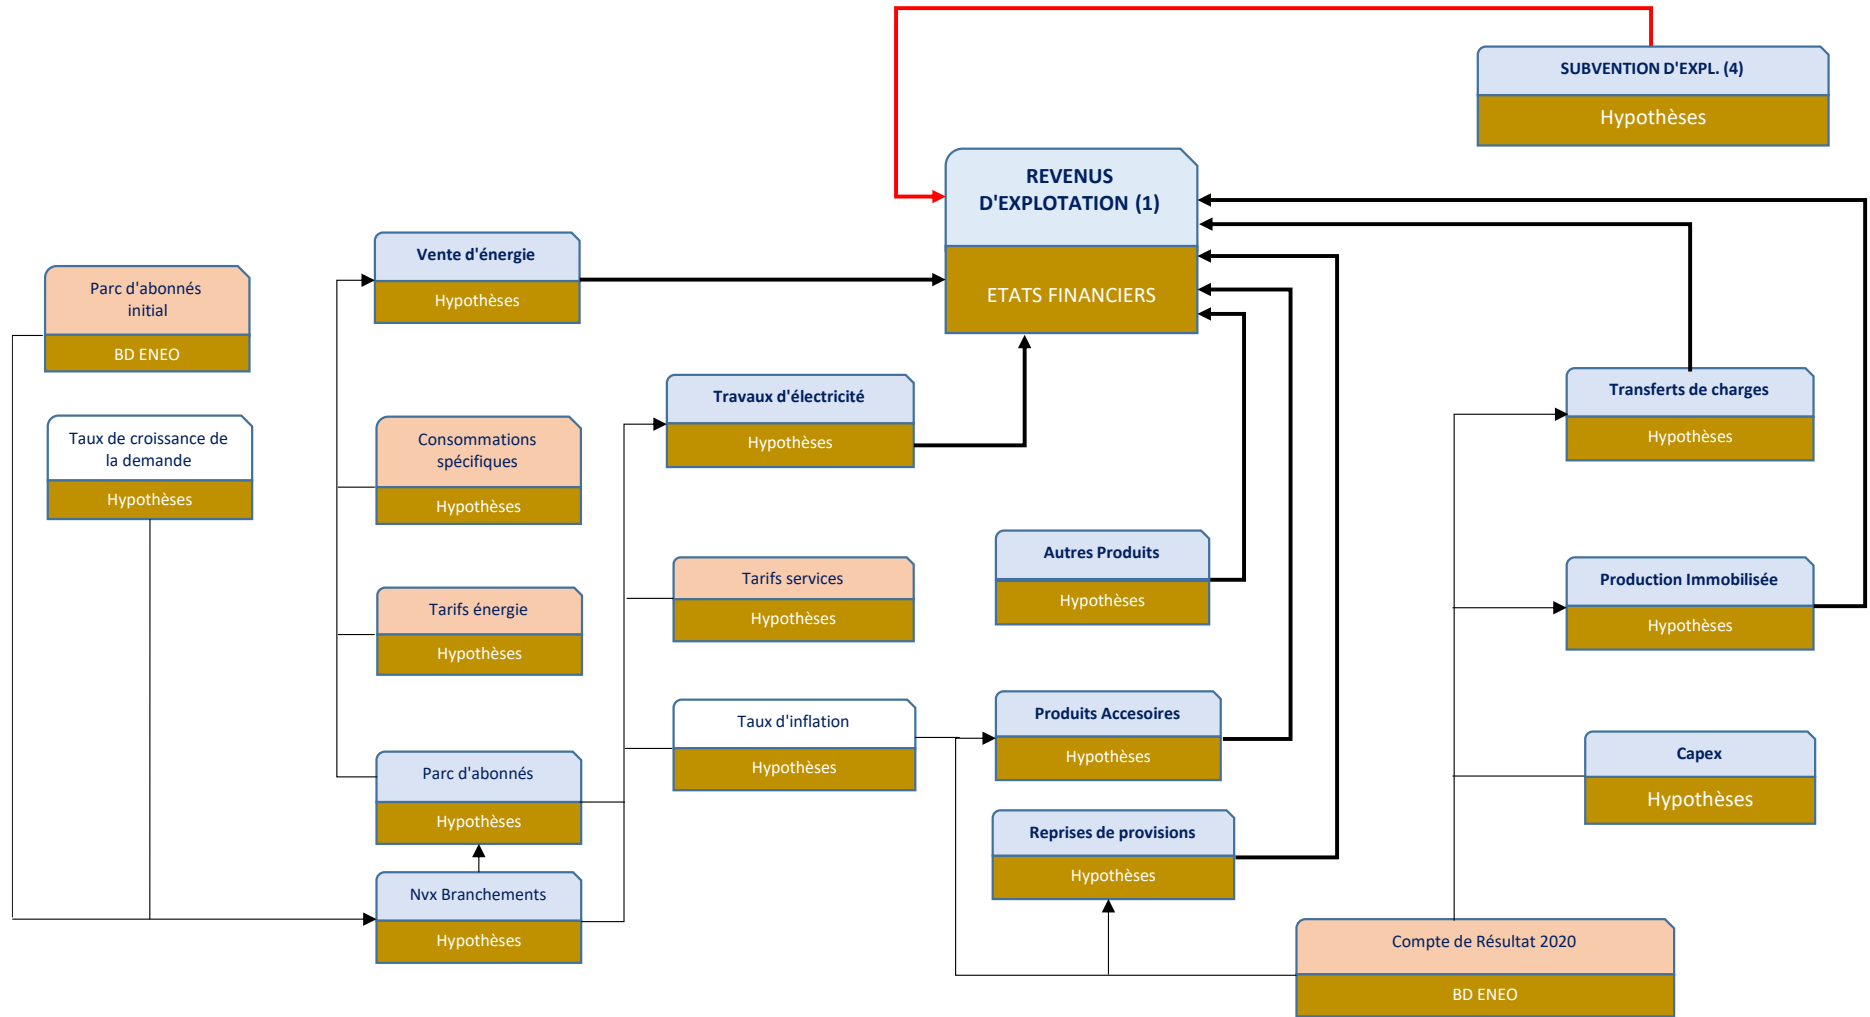 SUBVENTION D'EXPL. (4)
Hypothèses
REVENUS
D'EXPLOTATION (1)
ETATS FINANCIERS
Vente d'énergie
Hypothèses
Parc d'abonnés
initial
BD ENEO
Taux de croissance de
la demande
Hypothèses
Consommations
spécifiques
Hypothèses
Tarifs énergie
Hypothèses
Parc d'abonnés
Hypothèses
Nvx Branchements
Hypothèses
Travaux d'électricité
Hypothèses
Tarifs services
Hypothèses
Taux d'inflation
Hypothèses
Autres Produits
Hypothèses
Produits Accesoires
Hypothèses
Reprises de provisions
Hypothèses
Transferts de charges
Hypothèses
Production Immobilisée
Hypothèses
Capex
Hypothèses
Compte de Résultat 2020
BD ENEO